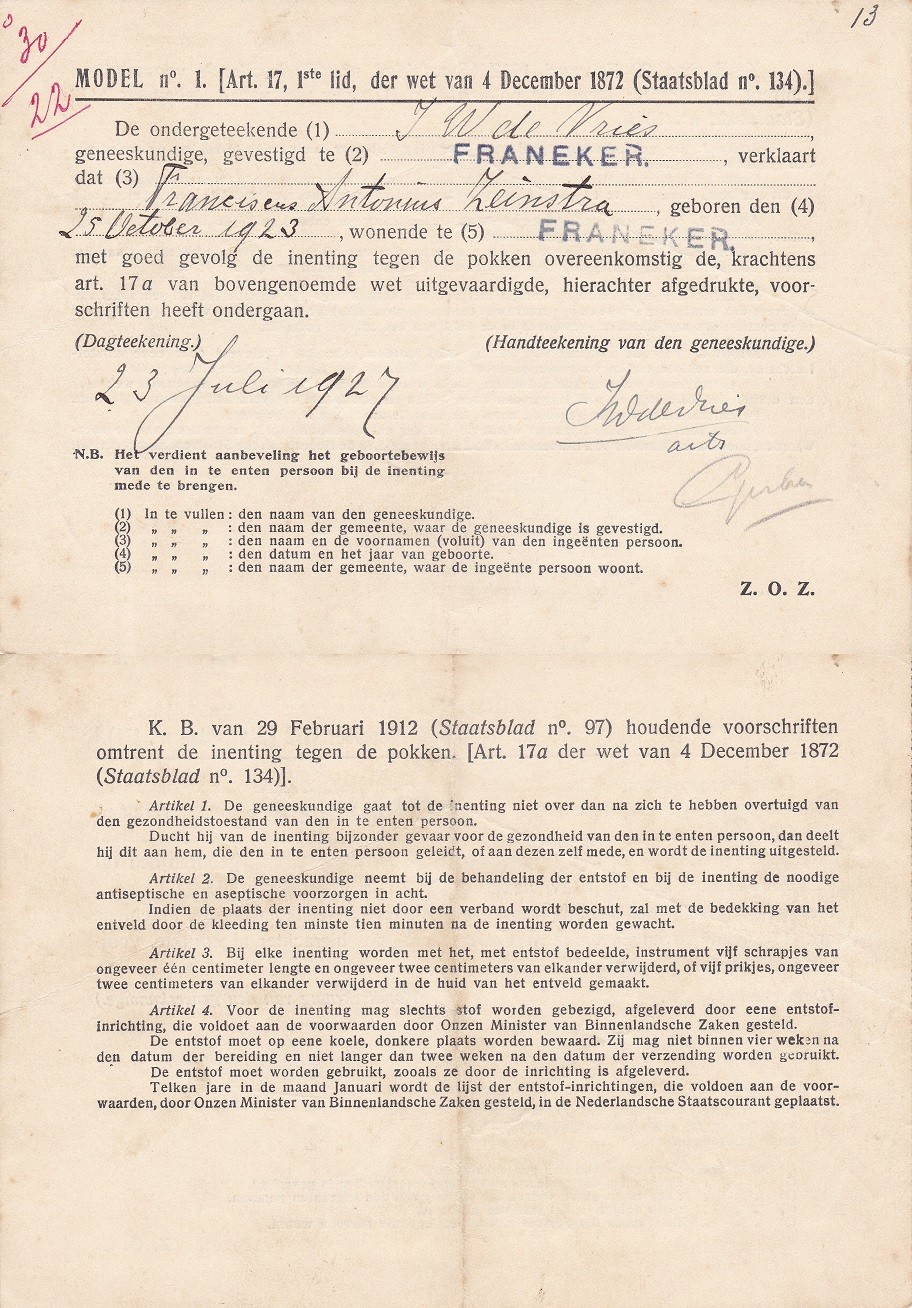 13
30
22
MODEL nº. 1. [Art. 17, 1ste lid, der wet van 4 December 1872 (Staatsblad nº. 134).]
De ondergeteekende (1) J W de Vries,
geneeskundige, gevestigd te (2) FRANEKER., verklaart
dat (3)
Franciscus Antonius Zeinstra, geboren den (4)
25 October 1923, wonende te (5) FRANEKER.,
met goed gevolg de inenting tegen de pokken overeenkomstig de, krachtens
art. 17a van bovengenoemde wet uitgevaardigde, hierachter afgedrukte, voor-
schriften heeft ondergaan.
(Dagteekening.) (Handteekening van den geneeskundige.)
23 Juli 1927
JWdeVries
arts
N.B. Het verdient aanbeveling het geboortebewijs
van den in te enten persoon bij de inenting
mede te brengen.
(1) In te vullen : den naam van den geneeskundige.
(2) „ „ „ : den naam der gemeente, waar de geneeskundige is gevestigd.
(3) „ „ „ : den naam en de voornamen (voluit) van den ingeënten persoon.
(4) „ „ „ : den datum en het jaar van geboorte.
(5) „ „ „ : den naam der gemeente, waar de ingeënte persoon woont.
Z. O. Z.
K. B. van 29 Februari 1912 (Staatsblad nº. 97) houdende voorschriften
omtrent de inenting tegen de pokken. [Art. 17a der wet van 4 December 1872
(Staatsblad nº. 134)].
Artikel 1. De geneeskundige gaat tot de inenting niet over dan na zich te hebben overtuigd van
den gezondheidstoestand van den in te enten persoon.
Ducht hij van de inenting bijzonder gevaar voor de gezondheid van den in te enten persoon, dan deelt
hij dit aan hem, die den in te enten persoon geleidt, of aan dezen zelf mede, en wordt de inenting uitgesteld.
Artikel 2. De geneeskundige neemt bij de behandeling der entstof en bij de inenting de noodige
antiseptische en aseptische voorzorgen in acht.
Indien de plaats der inenting niet door een verband wordt beschut, zal met de bedekking van het
entveld door de kleeding ten minste tien minuten na de inenting worden gewacht.
Artikel 3. Bij elke inenting worden met het, met entstof bedeelde, instrument vijf schrapjes van
ongeveer één centimeter lengte en ongeveer twee centimeters van elkander verwijderd, of vijf prikjes, ongeveer
twee centimeters van elkander verwijderd in de huid van het entveld gemaakt.
Artikel 4. Voor de inenting mag slechts stof worden gebezigd, afgeleverd door eene entstof-
inrichting, die voldoet aan de voorwaarden door Onzen Minister van Binnenlandsche Zaken gesteld.
De entstof moet op eene koele, donkere plaats worden bewaard. Zij mag niet binnen vier weken na
den datum der bereiding en niet langer dan twee weken na den datum der verzending worden gebruikt.
De entstof moet worden gebruikt, zooals ze door de inrichting is afgeleverd.
Telken jare in de maand Januari wordt de lijst der entstof-inrichtingen, die voldoen aan de voor-
waarden, door Onzen Minister van Binnenlandsche Zaken gesteld, in de Nederlandsche Staatscourant geplaatst.